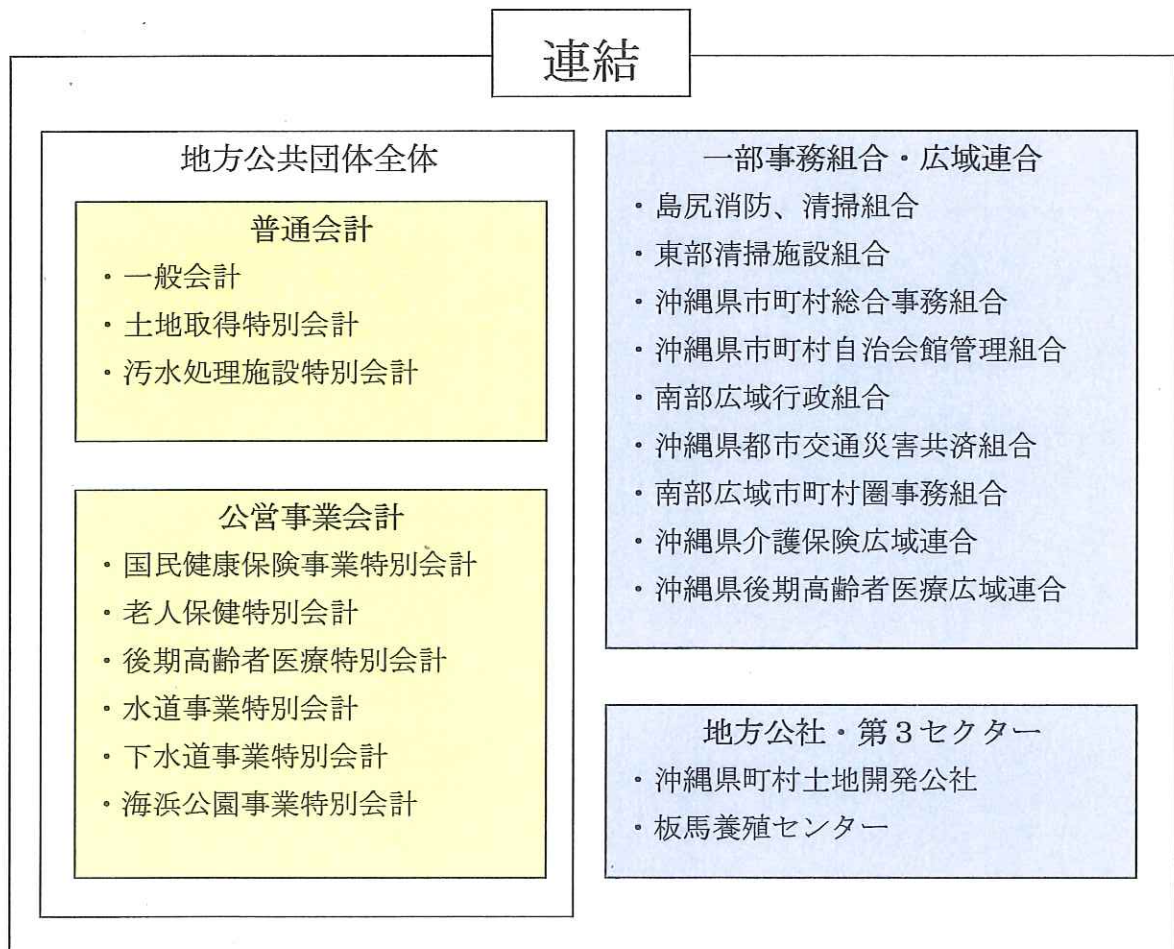 連結
地方公共団体全体
普通会計
・一般会計
・土地取得特別会計
・汚水処理施設特別会計
公営事業会計
・国民健康保険事業特別会計
・老人保健特別会計
・後期高齢者医療特別会計
・水道事業特別会計
・下水道事業特別会計
・海浜公園事業特別会計
一部事務組合・広域連合
・島尻消防、清掃組合
・東部清掃施設組合
・沖縄県市町村総合事務組合
・沖縄県市町村自治会館管理組合
・南部広域行政組合
・沖縄県都市交通災害共済組合
・南部広域市町村圏事務組合
・沖縄県介護保険広域連合
・沖縄県後期高齢者医療広域連合
地方公社・第3セクター
・沖縄県町村土地開発公社
・板馬養殖センター